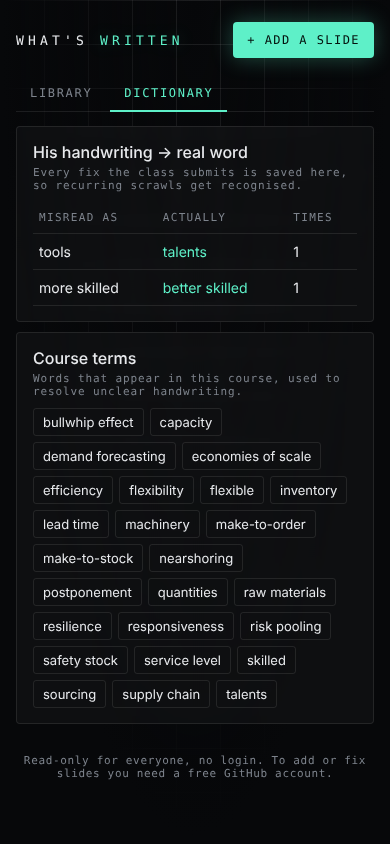 WHAT'S WRITTEN
+ ADD A SLIDE
LIBRARY DICTIONARY
His handwriting → real word
Every fix the class submits is saved here,
so recurring scrawls get recognised.
MISREAD AS ACTUALLY TIMES
tools talents 1
more skilled better skilled 1
Course terms
Words that appear in this course, used to
resolve unclear handwriting.
bullwhip effect capacity
demand forecasting economies of scale
efficiency flexibility flexible inventory
lead time machinery make-to-order
make-to-stock nearshoring
postponement quantities raw materials
resilience responsiveness risk pooling
safety stock service level skilled
sourcing supply chain talents
Read-only for everyone, no login. To add or fix
slides you need a free GitHub account.